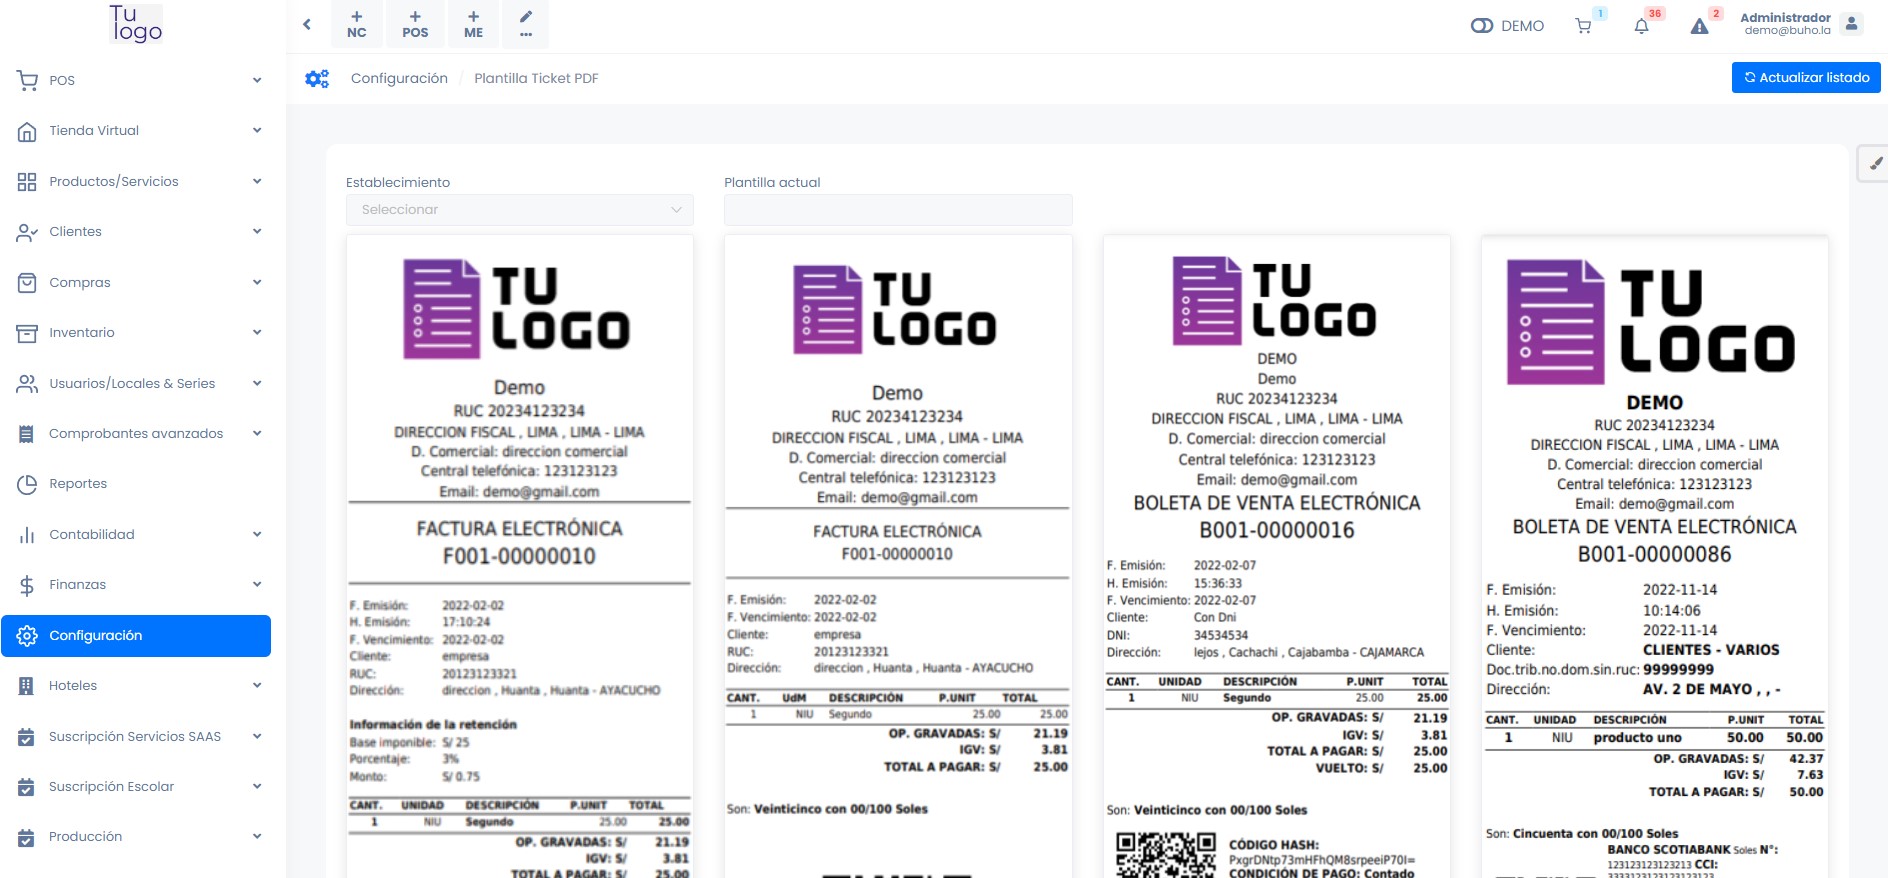 Tu
logo
POS
Tienda Virtual
Productos/Servicios
Clientes
Compras
Inventario
Usuarios/Locales & Series
Comprobantes avanzados
Reportes
Contabilidad
Finanzas
Configuración
Hoteles
Suscripción Servicios SAAS
Suscripción Escolar
Producción
NC
POS
ME
...
DEMO
1
36
2
Administrador
demo@buho.la
Configuración / Plantilla Ticket PDF
Actualizar listado
Establecimiento
Seleccionar
Plantilla actual
TU
LOGO
Demo
RUC 20234123234
DIRECCION FISCAL , LIMA , LIMA - LIMA
D. Comercial: direccion comercial
Central telefónica: 123123123
Email: demo@gmail.com
FACTURA ELECTRÓNICA
F001-00000010
F. Emisión: 2022-02-02
H. Emisión: 17:10:24
F. Vencimiento: 2022-02-02
Cliente: empresa
RUC: 20123123321
Dirección: direccion , Huanta , Huanta - AYACUCHO
Información de la retención
Base imponible: S/ 25
Porcentaje: 3%
Monto: S/ 0.75
CANT. UNIDAD DESCRIPCIÓN P.UNIT TOTAL
1 NIU Segundo 25.00 25.00
OP. GRAVADAS: S/ 21.19
IGV: S/ 3.81
TOTAL A PAGAR: S/ 25.00
TU
LOGO
Demo
RUC 20234123234
DIRECCION FISCAL , LIMA , LIMA - LIMA
D. Comercial: direccion comercial
Central telefónica: 123123123
Email: demo@gmail.com
FACTURA ELECTRÓNICA
F001-00000010
F. Emisión: 2022-02-02
F. Vencimiento: 2022-02-02
Cliente: empresa
RUC: 20123123321
Dirección: direccion , Huanta , Huanta - AYACUCHO
CANT. UdM DESCRIPCIÓN P.UNIT TOTAL
1 NIU Segundo 25.00 25.00
OP. GRAVADAS: S/ 21.19
IGV: S/ 3.81
TOTAL A PAGAR: S/ 25.00
Son: Veinticinco con 00/100 Soles
TU
LOGO
DEMO
Demo
RUC 20234123234
DIRECCION FISCAL , LIMA , LIMA - LIMA
D. Comercial: direccion comercial
Central telefónica: 123123123
Email: demo@gmail.com
BOLETA DE VENTA ELECTRÓNICA
B001-00000016
F. Emisión: 2022-02-07
H. Emisión: 15:36:33
F. Vencimiento: 2022-02-07
Cliente: Con Dni
DNI: 34534534
Dirección: lejos , Cachachi , Cajabamba - CAJAMARCA
CANT. UNIDAD DESCRIPCIÓN P.UNIT TOTAL
1 NIU Segundo 25.00 25.00
OP. GRAVADAS: S/ 21.19
IGV: S/ 3.81
TOTAL A PAGAR: S/ 25.00
VUELTO: S/ 25.00
Son: Veinticinco con 00/100 Soles
CÓDIGO HASH:
PxgrDNtp73mHFhQM8srpeeiP70I=
CONDICIÓN DE PAGO: Contado
TU
LOGO
DEMO
RUC 20234123234
DIRECCION FISCAL , LIMA , LIMA - LIMA
D. Comercial: direccion comercial
Central telefónica: 123123123
Email: demo@gmail.com
BOLETA DE VENTA ELECTRÓNICA
B001-00000086
F. Emisión: 2022-11-14
H. Emisión: 10:14:06
F. Vencimiento: 2022-11-14
Cliente: CLIENTES - VARIOS
Doc.trib.no.dom.sin.ruc: 99999999
Dirección: AV. 2 DE MAYO , , -
CANT. UNIDAD DESCRIPCIÓN P.UNIT TOTAL
1 NIU producto uno 50.00 50.00
OP. GRAVADAS: S/ 42.37
IGV: S/ 7.63
TOTAL A PAGAR: S/ 50.00
Son: Cincuenta con 00/100 Soles
BANCO SCOTIABANK Soles N°:
123123123123213 CCI: